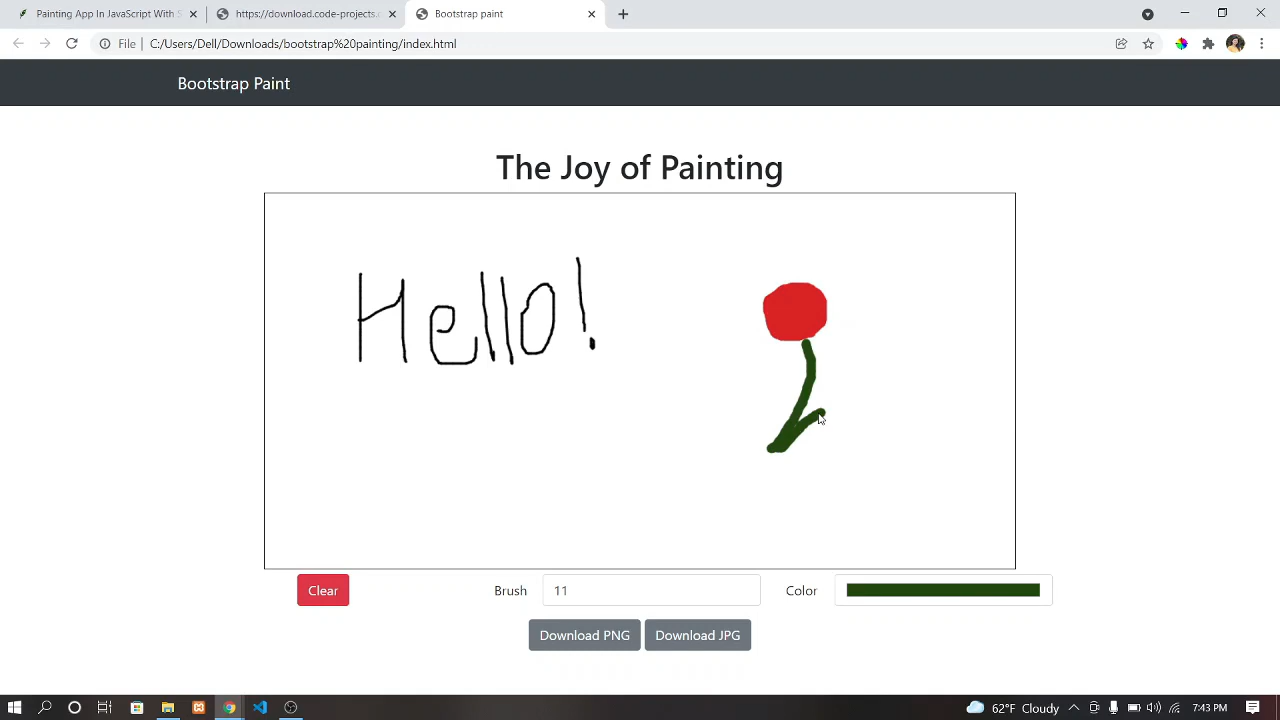 Painting App In JavaScript With S
https://download.code-projects.
Bootstrap paint
File
C:/Users/Dell/Downloads/bootstrap%20painting/index.html
Bootstrap Paint
The Joy of Painting
Hello!
Clear
Brush
11
Color
Download PNG
Download JPG
62°F Cloudy
7:43 PM